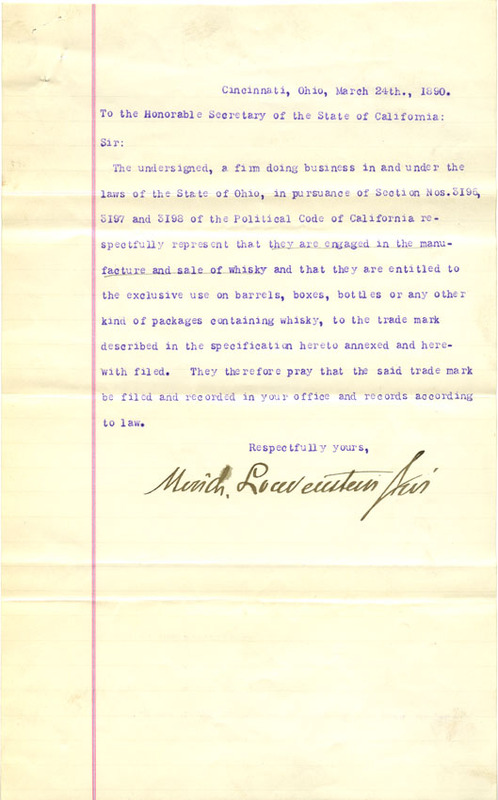 Cincinnati, Ohio, March 24th., 1890.
To the Honorable Secretary of the State of California:
Sir:
The undersigned, a firm doing business in and under the
laws of the State of Ohio, in pursuance of Section Nos. 3196,
3197 and 3198 of the Political Code of California re-
spectfully represent that they are engaged in the manu-
facture and sale of whisky and that they are entitled to
the exclusive use on barrels, boxes, bottles or any other
kind of packages containing whisky, to the trade mark
described in the specification hereto annexed and here-
with filed. They therefore pray that the said trade mark
be filed and recorded in your office and records according
to law.
Respectfully yours,